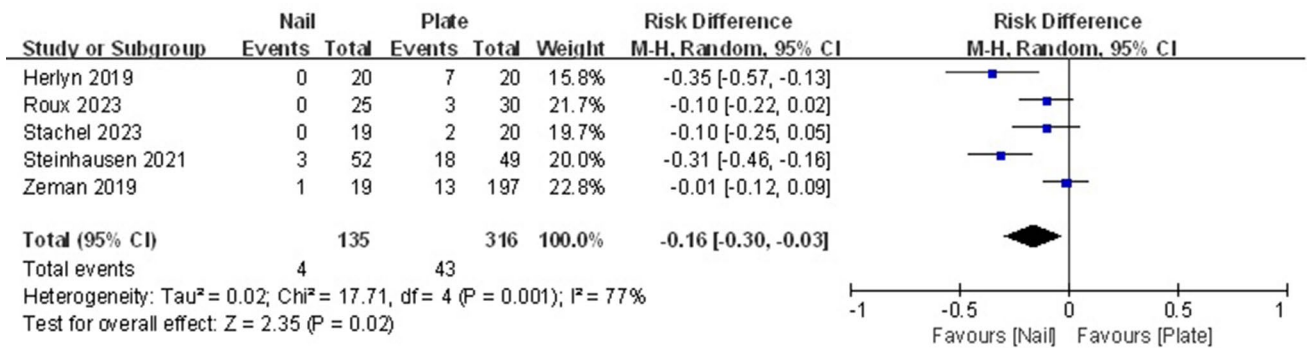 Nail Plate Risk Difference Risk Difference
Study or Subgroup Events Total Events Total Weight M-H, Random, 95% CI M-H, Random, 95% CI
Herlyn 2019 0 20 7 20 15.8% -0.35 [-0.57, -0.13]
Roux 2023 0 25 3 30 21.7% -0.10 [-0.22, 0.02]
Stachel 2023 0 19 2 20 19.7% -0.10 [-0.25, 0.05]
Steinhausen 2021 3 52 18 49 20.0% -0.31 [-0.46, -0.16]
Zeman 2019 1 19 13 197 22.8% -0.01 [-0.12, 0.09]
Total (95% CI) 135 316 100.0% -0.16 [-0.30, -0.03]
Total events 4 43
Heterogeneity: Tau² = 0.02; Chi² = 17.71, df = 4 (P = 0.001); I² = 77%
Test for overall effect: Z = 2.35 (P = 0.02)
-1 -0.5 0 0.5 1
Favours [Nail] Favours [Plate]